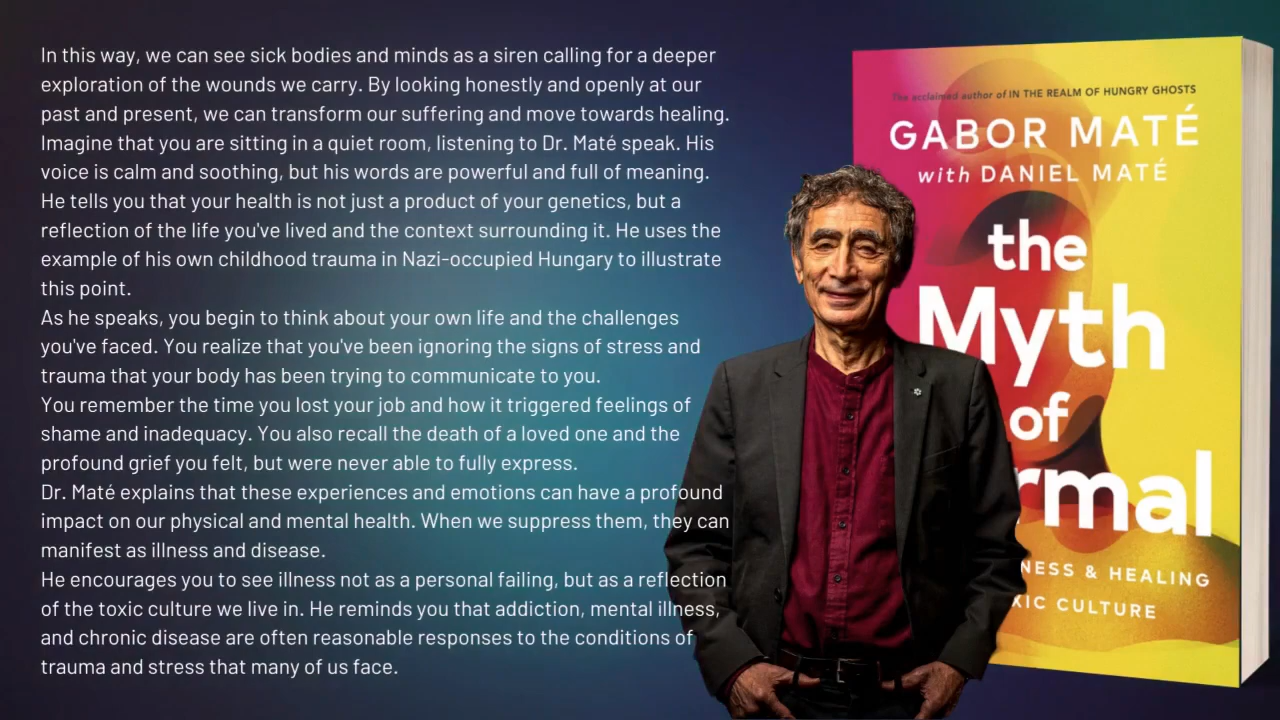 In this way, we can see sick bodies and minds as a siren calling for a deeper
exploration of the wounds we carry. By looking honestly and openly at our
past and present, we can transform our suffering and move towards healing.
Imagine that you are sitting in a quiet room, listening to Dr. Maté speak. His
voice is calm and soothing, but his words are powerful and full of meaning.
He tells you that your health is not just a product of your genetics, but a
reflection of the life you've lived and the context surrounding it. He uses the
example of his own childhood trauma in Nazi-occupied Hungary to illustrate
this point.
As he speaks, you begin to think about your own life and the challenges
you've faced. You realize that you've been ignoring the signs of stress and
trauma that your body has been trying to communicate to you.
You remember the time you lost your job and how it triggered feelings of
shame and inadequacy. You also recall the death of a loved one and the
profound grief you felt, but were never able to fully express.
Dr. Maté explains that these experiences and emotions can have a profound
impact on our physical and mental health. When we suppress them, they can
manifest as illness and disease.
He encourages you to see illness not as a personal failing, but as a reflection
of the toxic culture we live in. He reminds you that addiction, mental illness,
and chronic disease are often reasonable responses to the conditions of
trauma and stress that many of us face.
The acclaimed author of IN THE REALM OF HUNGRY GHOSTS
GABOR MATÉ
with DANIEL MATÉ
the
Myth
of
rmal
NESS & HEALING
XIC CULTURE